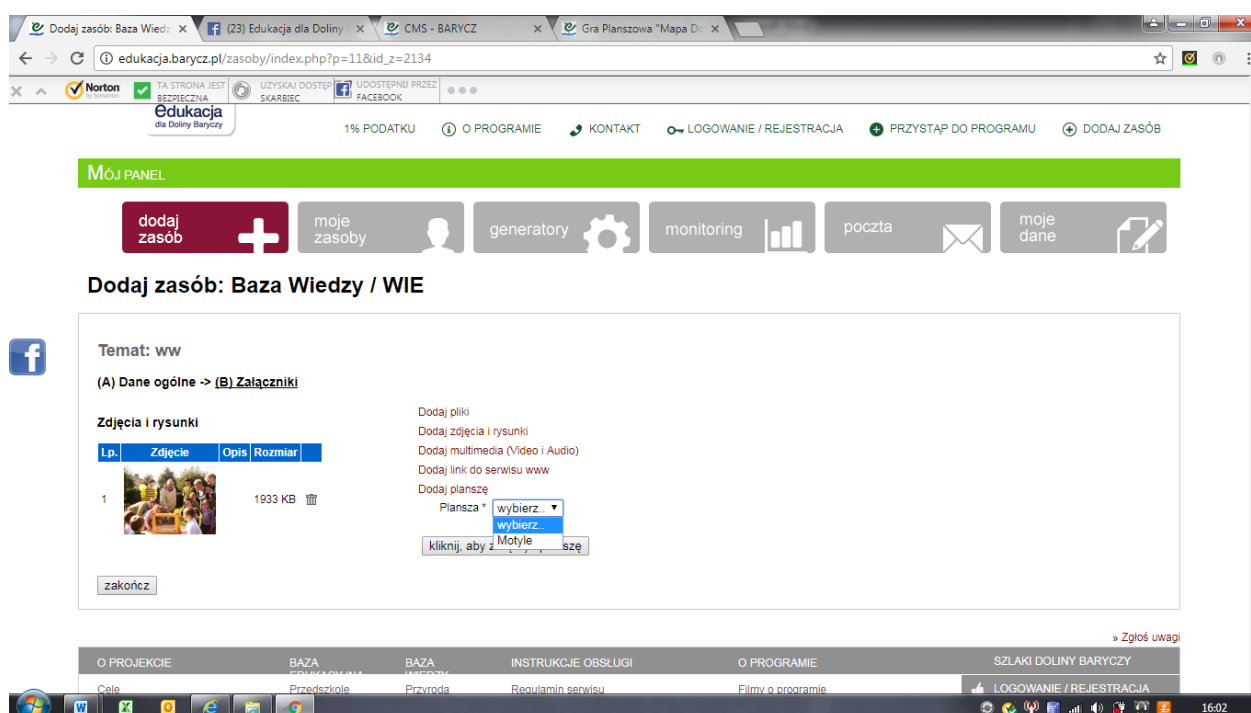 Dodaj zasób: Baza Wiedz
(23) Edukacja dla Doliny
CMS - BARYCZ
Gra Planszowa "Mapa Do
edukacja.barycz.pl/zasoby/index.php?p=11&id_z=2134
Norton
by Symantec
TA STRONA JEST
BEZPIECZNA
UZYSKAJ DOSTĘP
SKARBIEC
UDOSTĘPNIJ PRZEZ
FACEBOOK
edukacja
dla Doliny Baryczy
1% PODATKU
O PROGRAMIE
KONTAKT
LOGOWANIE / REJESTRACJA
PRZYSTĄP DO PROGRAMU
DODAJ ZASÓB
MÓJ PANEL
dodaj
zasób
moje
zasoby
generatory
monitoring
poczta
moje
dane
Dodaj zasób: Baza Wiedzy / WIE
Temat: ww
(A) Dane ogólne -> (B) Załączniki
Zdjęcia i rysunki
Lp. Zdjęcie Opis Rozmiar
1 1933 KB
Dodaj pliki
Dodaj zdjęcia i rysunki
Dodaj multimedia (Video i Audio)
Dodaj link do serwisu www
Dodaj planszę
Plansza * wybierz..
wybierz..
Motyle
kliknij, aby z szę
zakończ
» Zgłoś uwagi
O PROJEKCIE
BAZA
EDUKACYJNA
BAZA
WIEDZY
INSTRUKCJE OBSŁUGI
O PROGRAMIE
SZLAKI DOLINY BARYCZY
Cele
Przedszkole
Przyroda
Regulamin serwisu
Filmy o programie
LOGOWANIE / REJESTRACJA
16:02